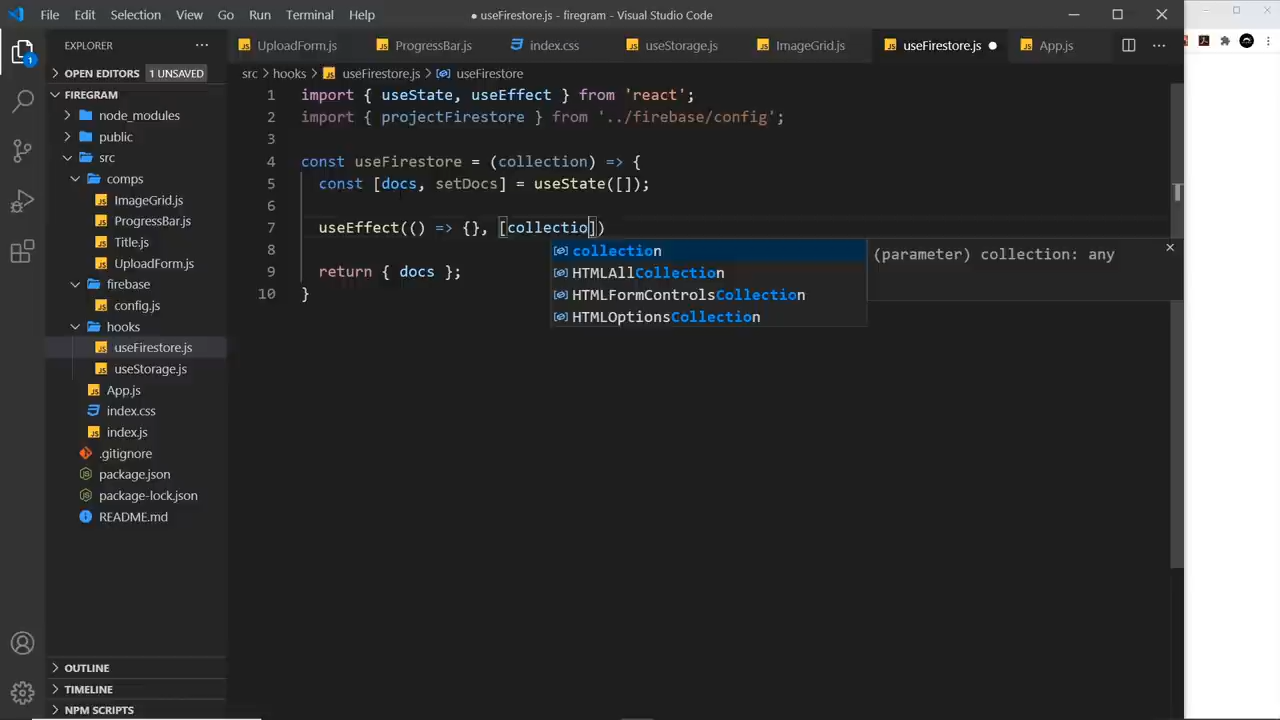 File Edit Selection View Go Run Terminal Help
● useFirestore.js - firegram - Visual Studio Code
EXPLORER
UploadForm.js ProgressBar.js index.css useStorage.js ImageGrid.js useFirestore.js App.js
OPEN EDITORS 1 UNSAVED
FIREGRAM
node_modules
public
src
comps
ImageGrid.js
ProgressBar.js
Title.js
UploadForm.js
firebase
config.js
hooks
useFirestore.js
useStorage.js
App.js
index.css
index.js
.gitignore
package.json
package-lock.json
README.md
OUTLINE
TIMELINE
NPM SCRIPTS
1
src > hooks > useFirestore.js > useFirestore
1 import { useState, useEffect } from 'react';
2 import { projectFirestore } from '../firebase/config';
3
4 const useFirestore = (collection) => {
5 const [docs, setDocs] = useState([]);
6
7 useEffect(() => {}, [collectio])
8
9 return { docs };
10 }
collection
HTMLAllCollection
HTMLFormControlsCollection
HTMLOptionsCollection
(parameter) collection: any